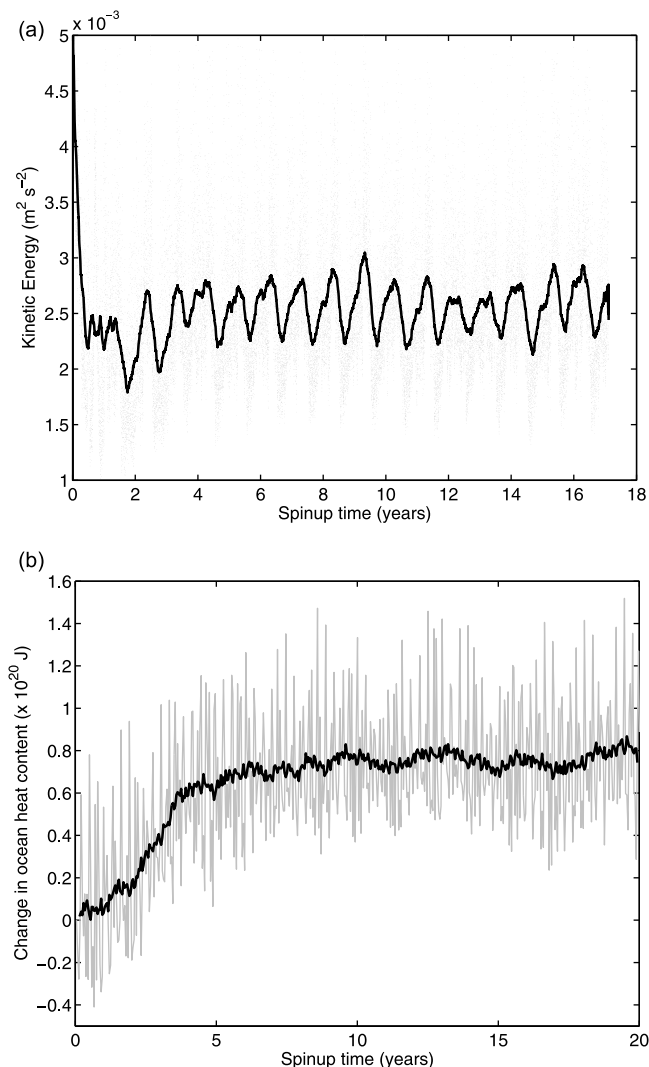 (a)
x 10⁻³
5
4.5
4
3.5
3
2.5
2
1.5
1
Kinetic Energy (m² s⁻²)
0 2 4 6 8 10 12 14 16 18
Spinup time (years)
(b)
1.6
1.4
1.2
1
0.8
0.6
0.4
0.2
0
−0.2
−0.4
Change in ocean heat content (x 10²⁰ J)
0 5 10 15 20
Spinup time (years)